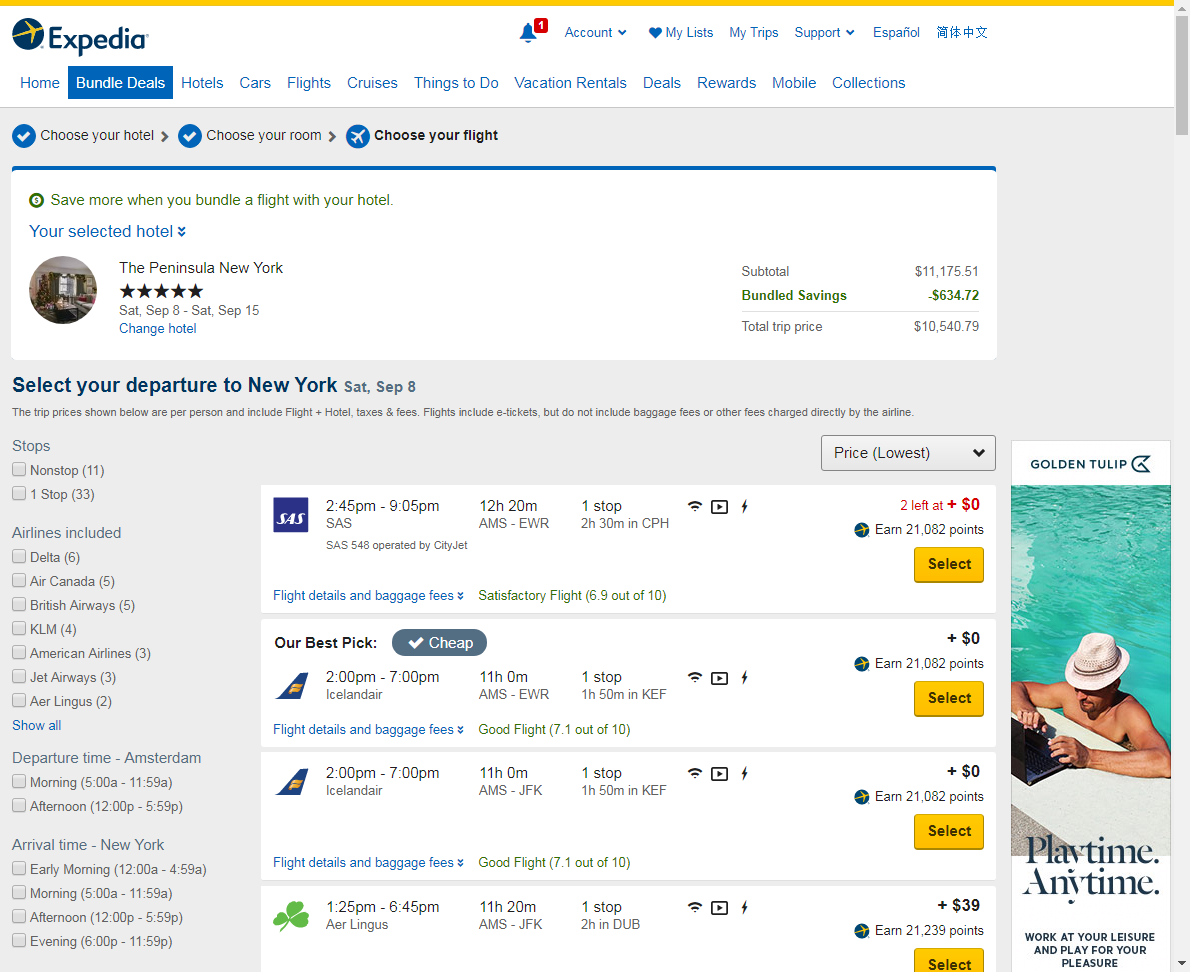 Expedia
1
Account
My Lists
My Trips
Support
Español
简体中文
Home
Bundle Deals
Hotels
Cars
Flights
Cruises
Things to Do
Vacation Rentals
Deals
Rewards
Mobile
Collections
Choose your hotel
Choose your room
Choose your flight
Save more when you bundle a flight with your hotel.
Your selected hotel
The Peninsula New York
Sat, Sep 8 - Sat, Sep 15
Change hotel
Subtotal $11,175.51
Bundled Savings -$634.72
Total trip price $10,540.79
Select your departure to New York Sat, Sep 8
The trip prices shown below are per person and include Flight + Hotel, taxes & fees. Flights include e-tickets, but do not include baggage fees or other fees charged directly by the airline.
Stops
Nonstop (11)
1 Stop (33)
Airlines included
Delta (6)
Air Canada (5)
British Airways (5)
KLM (4)
American Airlines (3)
Jet Airways (3)
Aer Lingus (2)
Show all
Departure time - Amsterdam
Morning (5:00a - 11:59a)
Afternoon (12:00p - 5:59p)
Arrival time - New York
Early Morning (12:00a - 4:59a)
Morning (5:00a - 11:59a)
Afternoon (12:00p - 5:59p)
Evening (6:00p - 11:59p)
Price (Lowest)
SAS
2:45pm - 9:05pm 12h 20m 1 stop
SAS AMS - EWR 2h 30m in CPH
SAS 548 operated by CityJet
2 left at + $0
Earn 21,082 points
Select
Flight details and baggage fees Satisfactory Flight (6.9 out of 10)
Our Best Pick: Cheap
2:00pm - 7:00pm 11h 0m 1 stop
Icelandair AMS - EWR 1h 50m in KEF
+ $0
Earn 21,082 points
Select
Flight details and baggage fees Good Flight (7.1 out of 10)
2:00pm - 7:00pm 11h 0m 1 stop
Icelandair AMS - JFK 1h 50m in KEF
+ $0
Earn 21,082 points
Select
Flight details and baggage fees Good Flight (7.1 out of 10)
1:25pm - 6:45pm 11h 20m 1 stop
Aer Lingus AMS - JFK 2h in DUB
+ $39
Earn 21,239 points
Select
GOLDEN TULIP
Playtime.
Anytime.
WORK AT YOUR LEISURE
AND PLAY FOR YOUR
PLEASURE